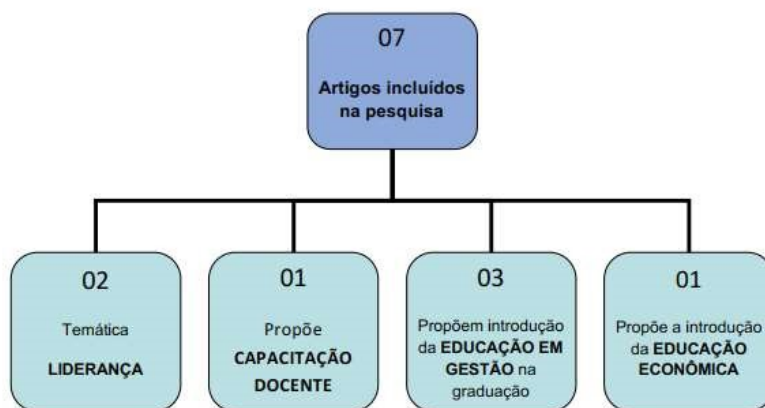 07
Artigos incluídos
na pesquisa
02
Temática
LIDERANÇA
01
Propõe
CAPACITAÇÃO
DOCENTE
03
Propõem introdução
da EDUCAÇÃO EM
GESTÃO na
graduação
01
Propõe a introdução
da EDUCAÇÃO
ECONÔMICA